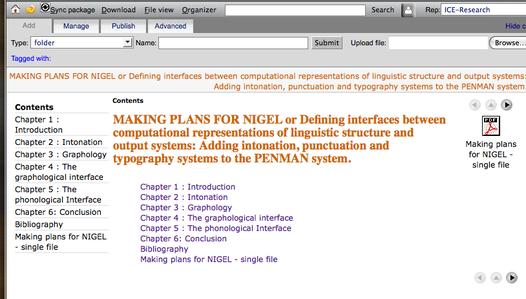 Sync package Download File view Organizer Search Rep: ICE-Research
Add Manage Publish Advanced Hide c
Type: folder Name: Submit Upload file: Browse...
Tagged with:
MAKING PLANS FOR NIGEL or Defining interfaces between computational representations of linguistic structure and output systems:
Adding intonation, punctuation and typography systems to the PENMAN system
Contents
Chapter 1 :
Introduction
Chapter 2 : Intonation
Chapter 3 : Graphology
Chapter 4 : The
graphological interface
Chapter 5 : The
phonological Interface
Chapter 6: Conclusion
Bibliography
Making plans for NIGEL
- single file
Contents
MAKING PLANS FOR NIGEL or Defining interfaces between
computational representations of linguistic structure and
output systems: Adding intonation, punctuation and
typography systems to the PENMAN system.
Chapter 1 : Introduction
Chapter 2 : Intonation
Chapter 3 : Graphology
Chapter 4 : The graphological interface
Chapter 5 : The phonological Interface
Chapter 6: Conclusion
Bibliography
Making plans for NIGEL - single file
PDF
Making plans
for NIGEL -
single file